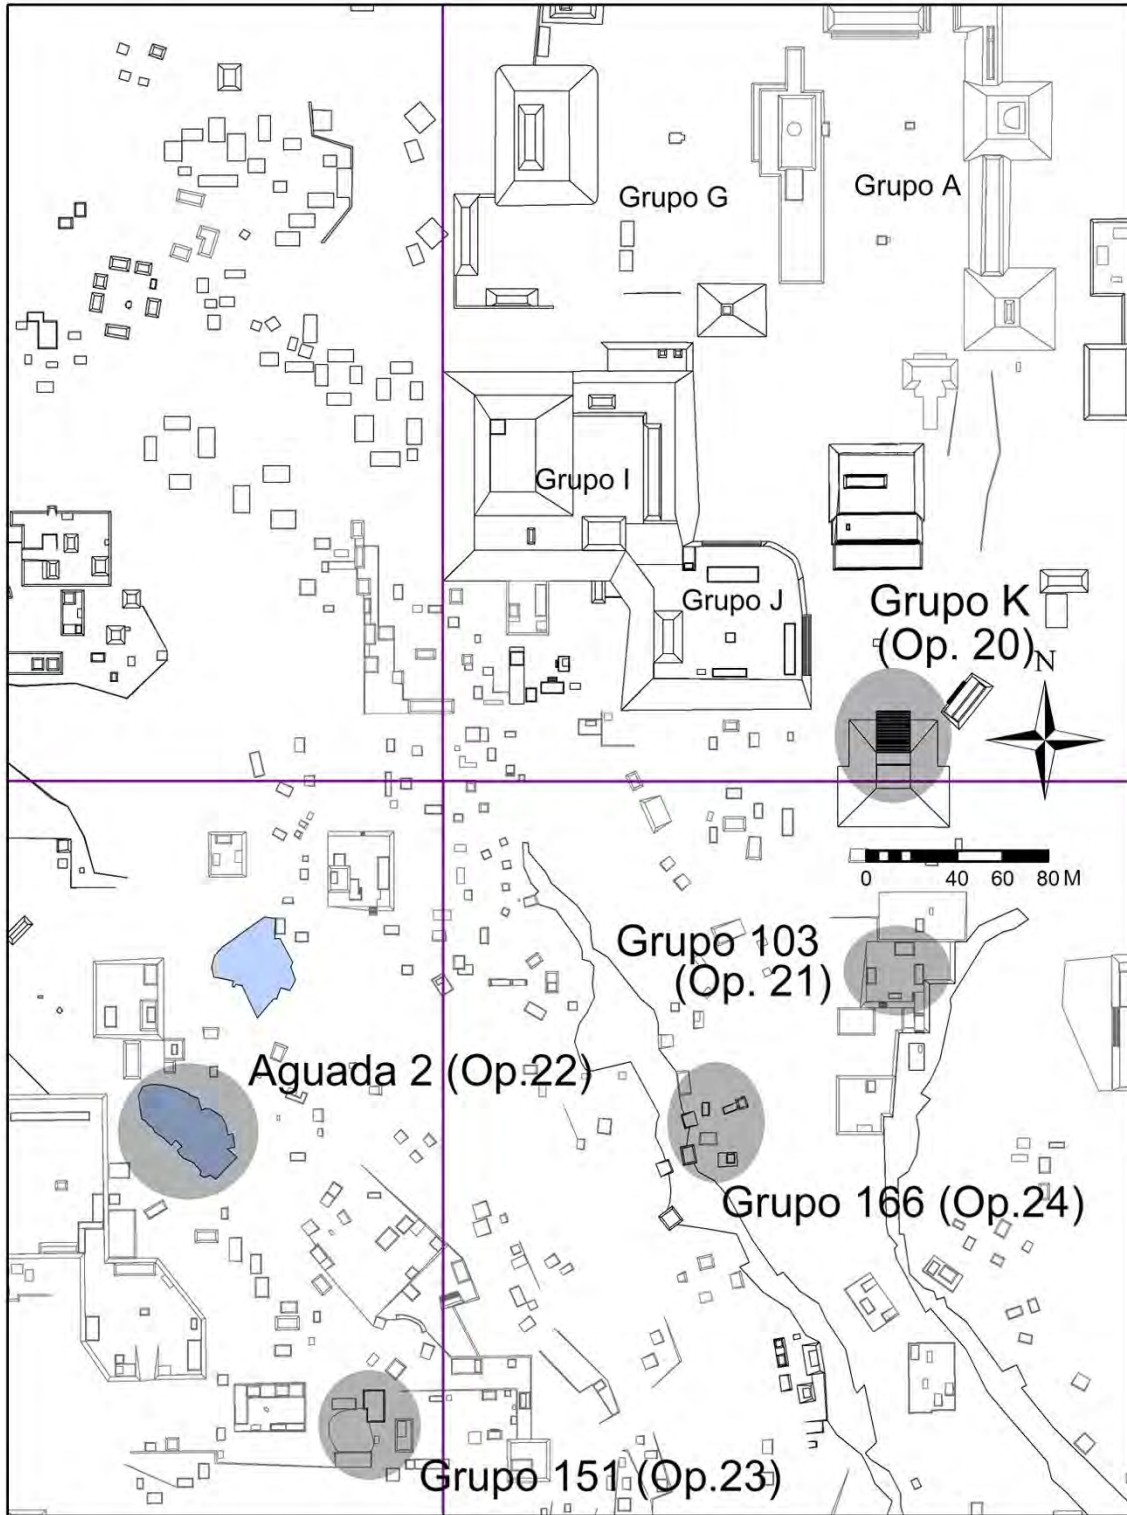 Grupo G
Grupo A
Grupo I
Grupo J
Grupo K
(Op. 20)
N
0 40 60 80 M
Grupo 103
(Op. 21)
Aguada 2 (Op.22)
Grupo 166 (Op.24)
Grupo 151 (Op.23)